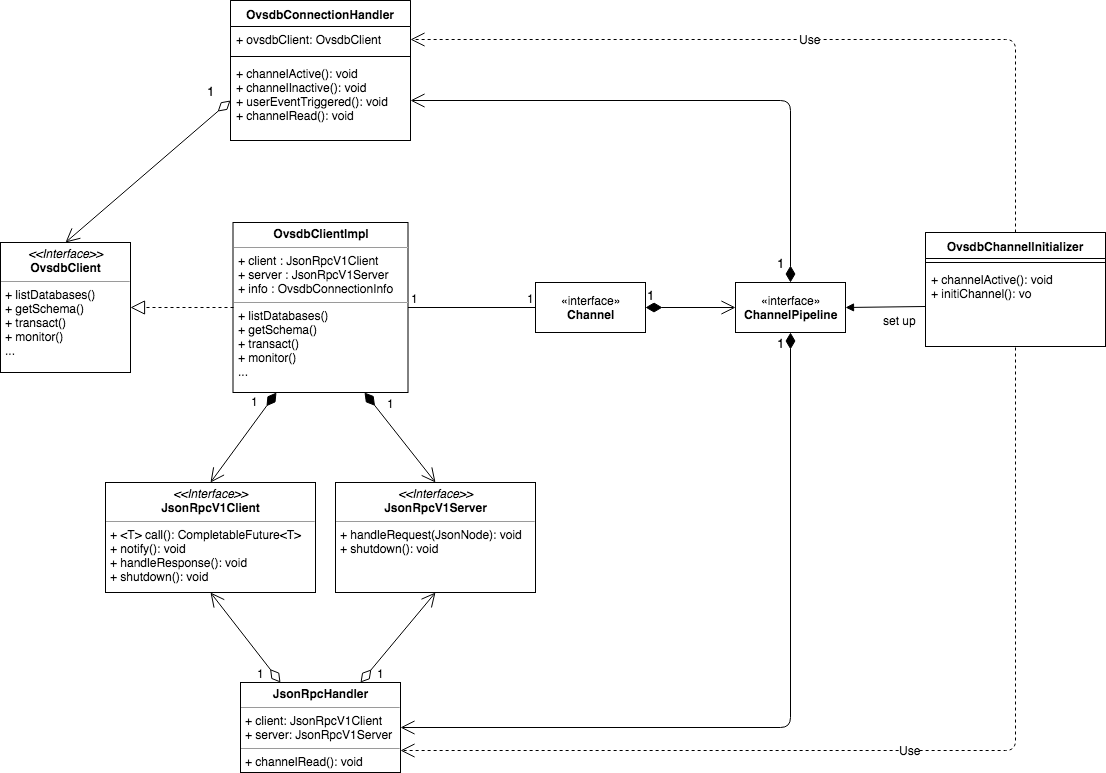 OvsdbConnectionHandler
+ ovsdbClient: OvsdbClient
+ channelActive(): void
+ channelInactive(): void
+ userEventTriggered(): void
+ channelRead(): void
Use
1
<<Interface>>
OvsdbClient
+ listDatabases()
+ getSchema()
+ transact()
+ monitor()
...
OvsdbClientImpl
+ client : JsonRpcV1Client
+ server : JsonRpcV1Server
+ info : OvsdbConnectionInfo
+ listDatabases()
+ getSchema()
+ transact()
+ monitor()
...
1
1
«interface»
Channel
1
1
«interface»
ChannelPipeline
1
set up
OvsdbChannelInitializer
+ channelActive(): void
+ initiChannel(): vo
1
1
<<Interface>>
JsonRpcV1Client
+ <T> call(): CompletableFuture<T>
+ notify(): void
+ handleResponse(): void
+ shutdown(): void
<<Interface>>
JsonRpcV1Server
+ handleRequest(JsonNode): void
+ shutdown(): void
1
1
JsonRpcHandler
+ client: JsonRpcV1Client
+ server: JsonRpcV1Server
+ channelRead(): void
Use